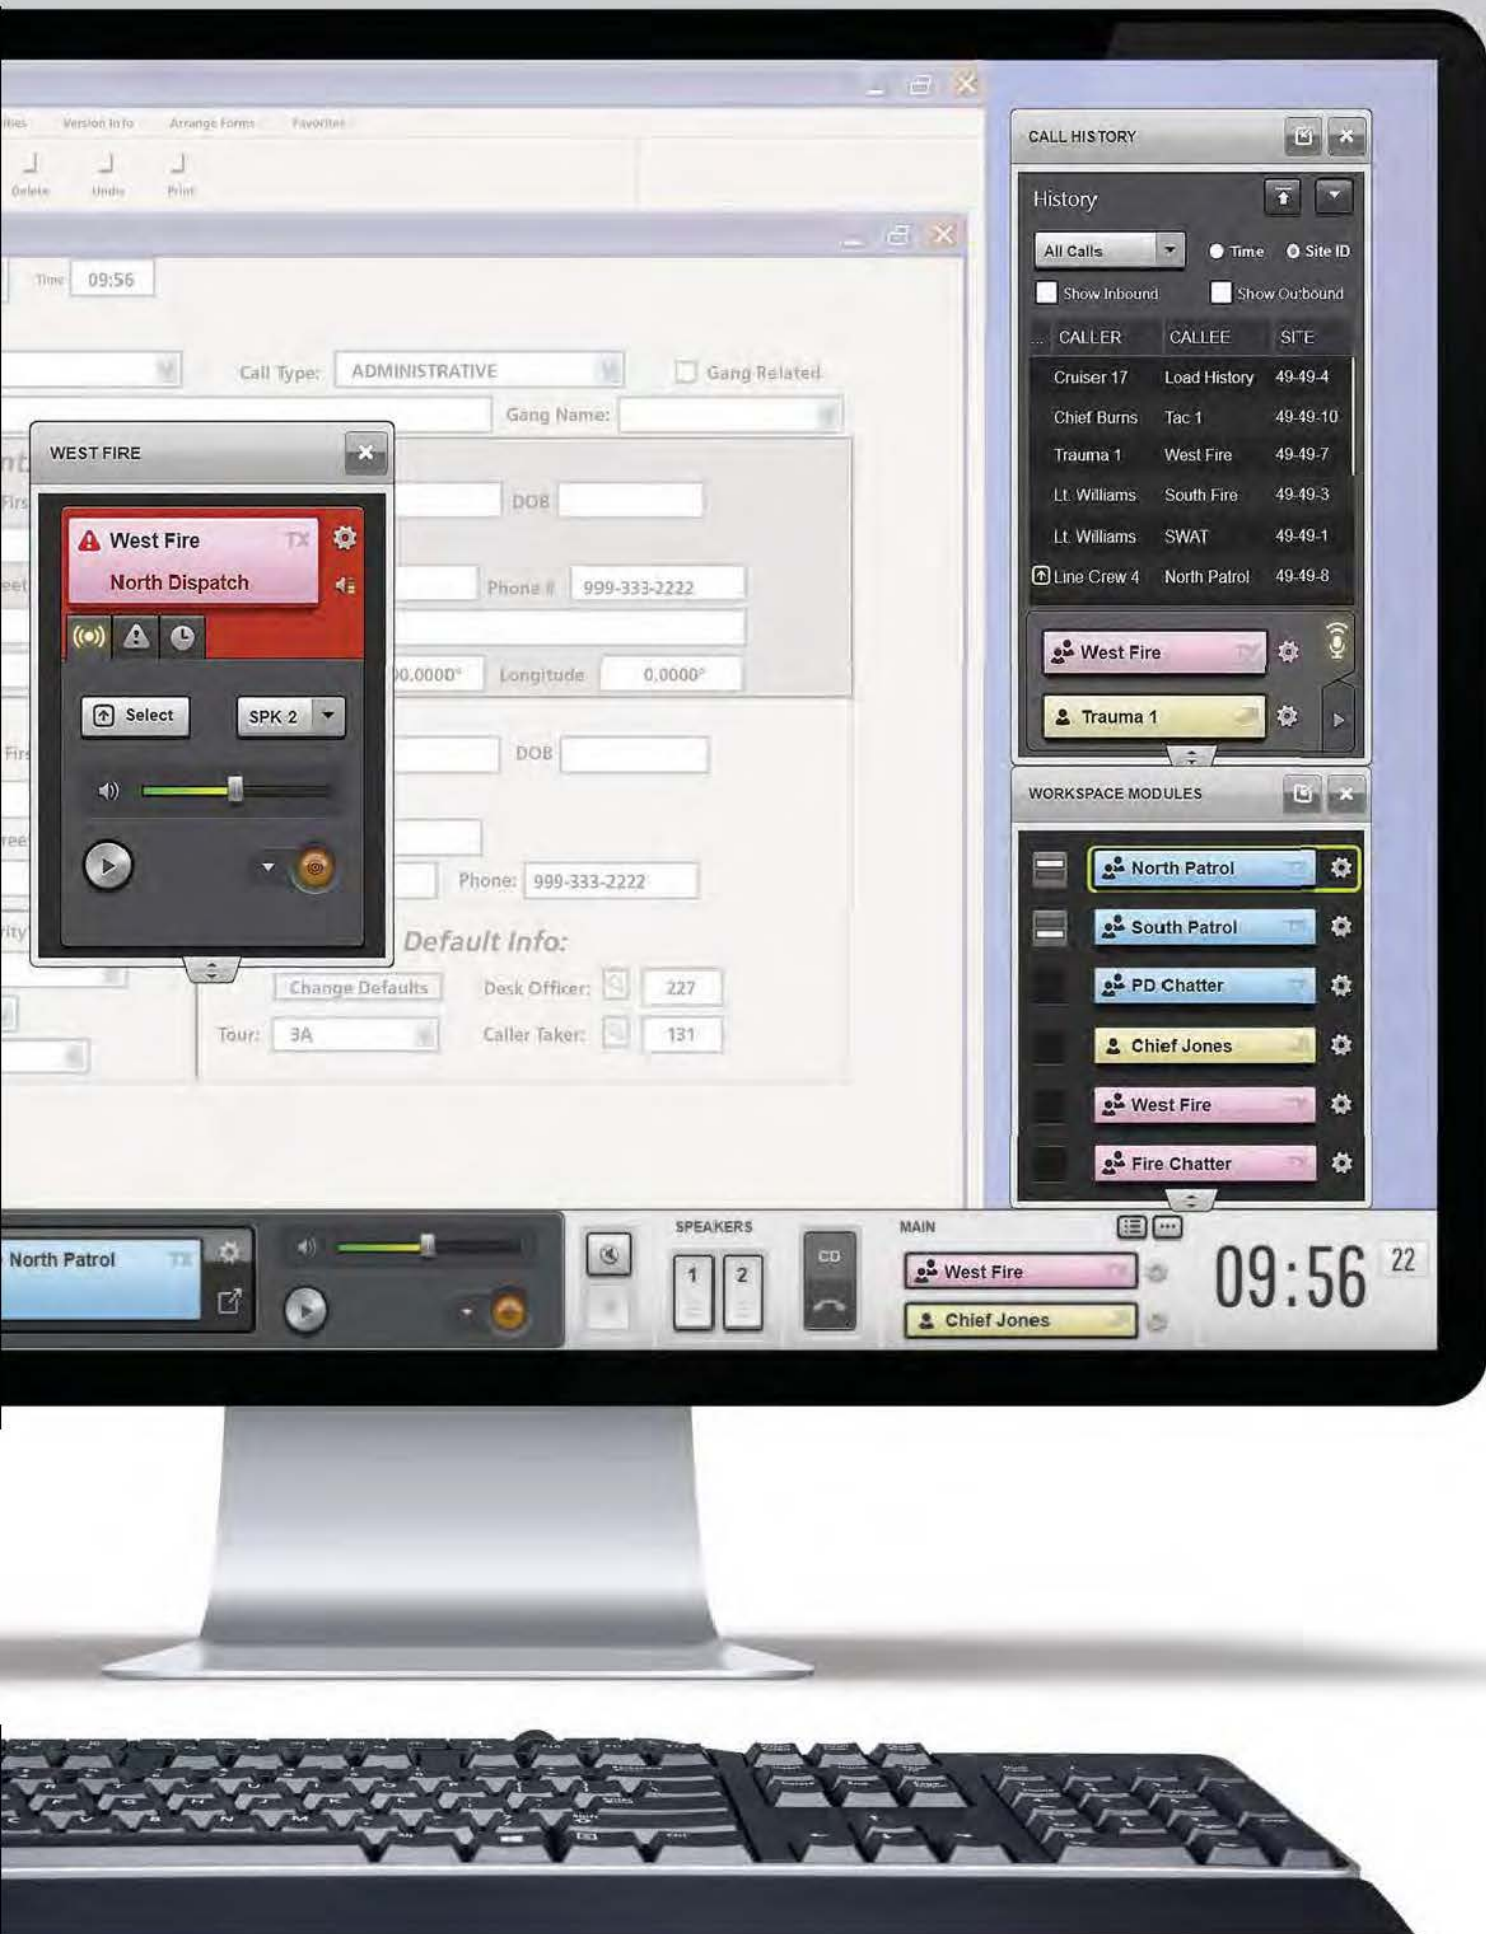 Version Info Arrange Forms Favorites
Delete Undo Print
Time 09:56
Call Type: ADMINISTRATIVE Gang Related
Gang Name:
DOB
Phone # 999-333-2222
Longitude 0.0000°
DOB
Phone: 999-333-2222
Default Info:
Change Defaults Desk Officer: 227
Tour: 3A Caller Taker: 131
WEST FIRE
West Fire TX
North Dispatch
Select SPK 2
CALL HISTORY
History
All Calls Time Site ID
Show Inbound Show Outbound
... CALLER CALLEE SITE
Cruiser 17 Load History 49-49-4
Chief Burns Tac 1 49-49-10
Trauma 1 West Fire 49-49-7
Lt. Williams South Fire 49-49-3
Lt. Williams SWAT 49-49-1
Line Crew 4 North Patrol 49-49-8
West Fire TX
Trauma 1
WORKSPACE MODULES
North Patrol TX
South Patrol TX
PD Chatter TX
Chief Jones
West Fire TX
Fire Chatter TX
North Patrol TX
SPEAKERS
1 2
CD
MAIN
West Fire TX
Chief Jones
09:56 22